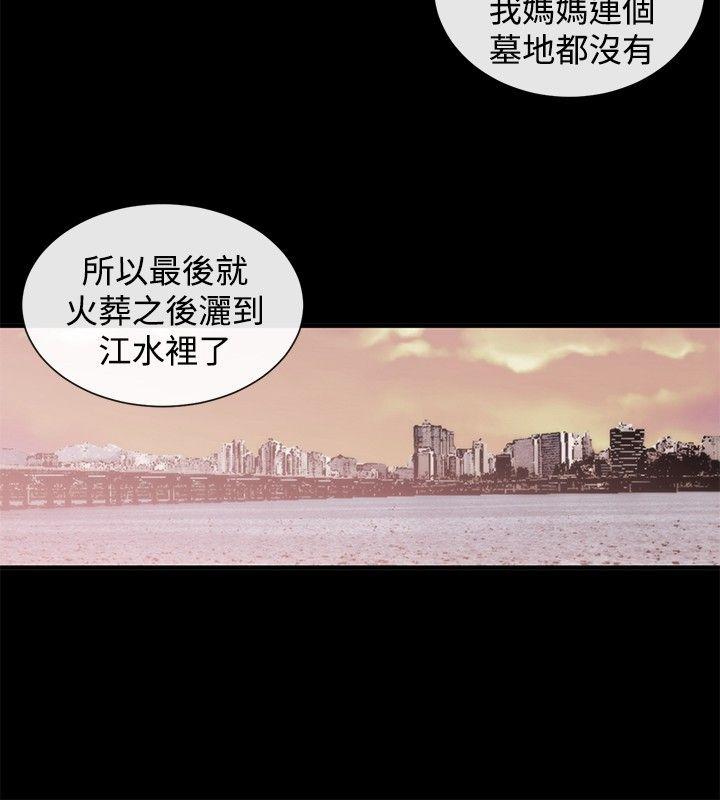 我媽媽連個
墓地都沒有
所以最後就
火葬之後灑到
江水裡了